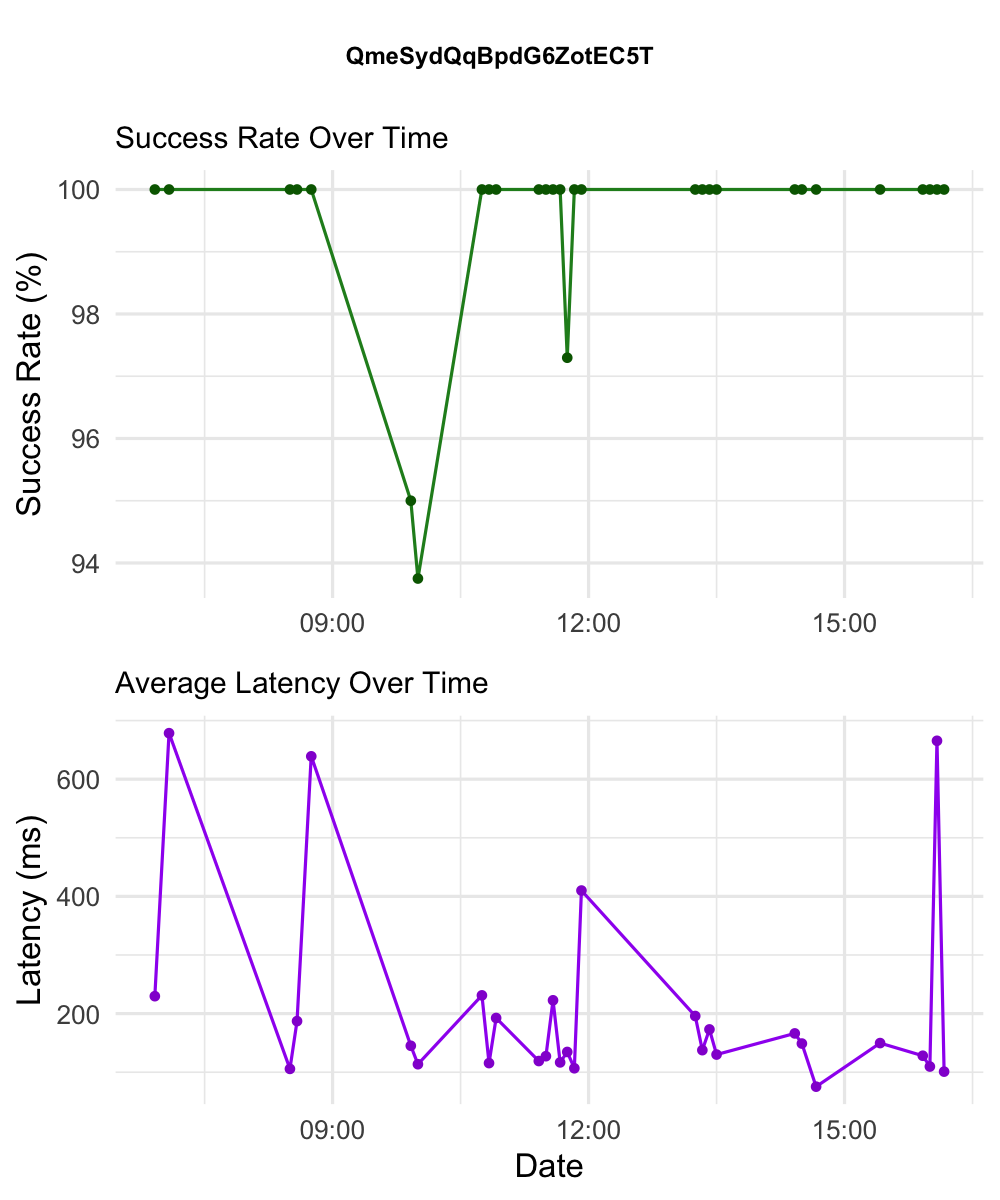 QmeSydQqBpdG6ZotEC5T
Success Rate Over Time
Success Rate (%)
100
98
96
94
09:00 12:00 15:00
Average Latency Over Time
Latency (ms)
600
400
200
09:00 12:00 15:00
Date